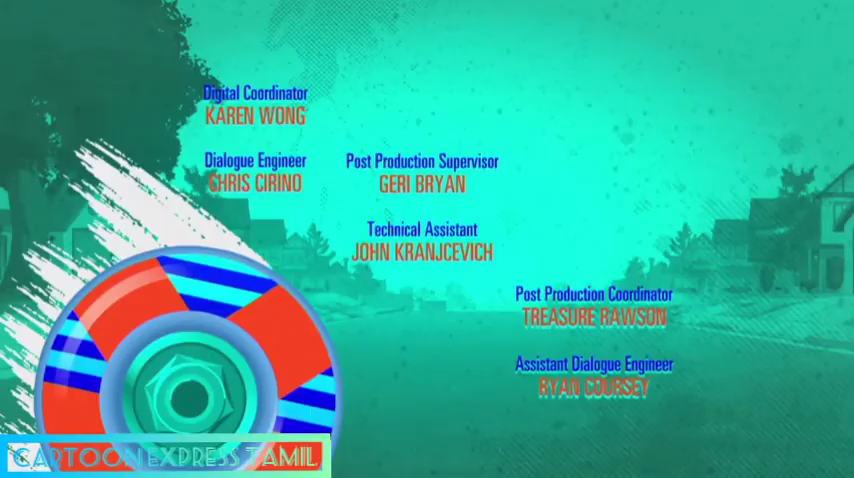 Digital Coordinator
KAREN WONG
Dialogue Engineer
CHRIS CIRINO
Post Production Supervisor
GERI BRYAN
Technical Assistant
JOHN KRANJCEVICH
Post Production Coordinator
TREASURE RAWSON
Assistant Dialogue Engineer
RYAN COURSEY
CARTOON EXPRESS TAMIL